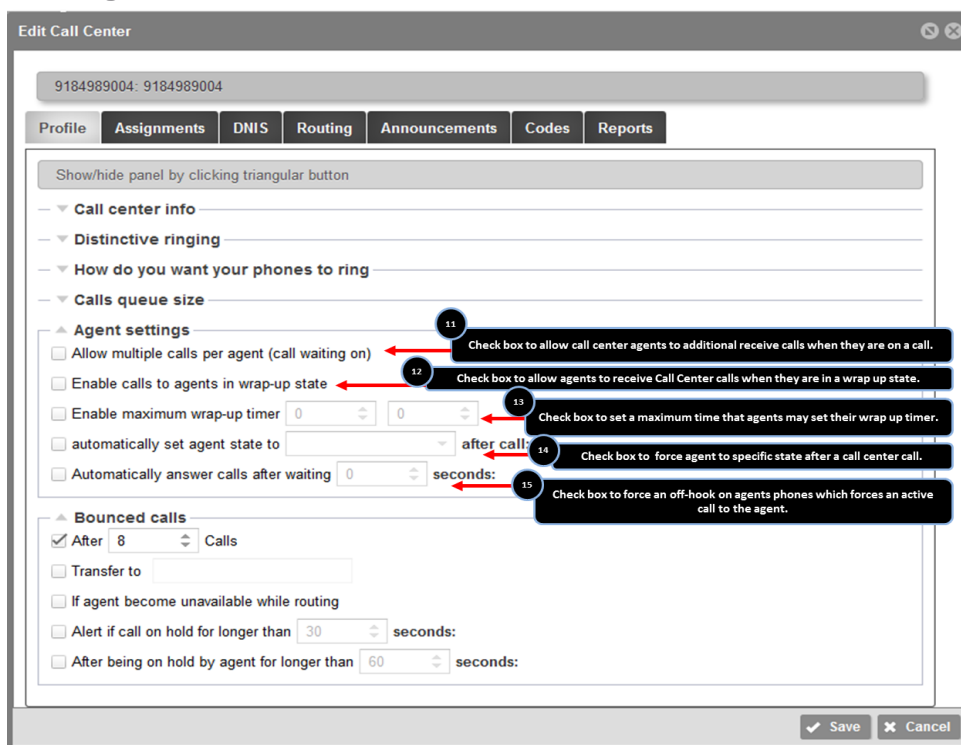 Edit Call Center
9184989004: 9184989004
Profile Assignments DNIS Routing Announcements Codes Reports
Show/hide panel by clicking triangular button
Call center info
Distinctive ringing
How do you want your phones to ring
Calls queue size
Agent settings
11
Check box to allow call center agents to additional receive calls when they are on a call.
Allow multiple calls per agent (call waiting on)
12
Check box to allow agents to receive Call Center calls when they are in a wrap up state.
Enable calls to agents in wrap-up state
13
Check box to set a maximum time that agents may set their wrap up timer.
Enable maximum wrap-up timer 0 0
automatically set agent state to after call:
14
Check box to force agent to specific state after a call center call.
Automatically answer calls after waiting 0 seconds:
15
Check box to force an off-hook on agents phones which forces an active
call to the agent.
Bounced calls
After 8 Calls
Transfer to
If agent become unavailable while routing
Alert if call on hold for longer than 30 seconds:
After being on hold by agent for longer than 60 seconds:
Save Cancel